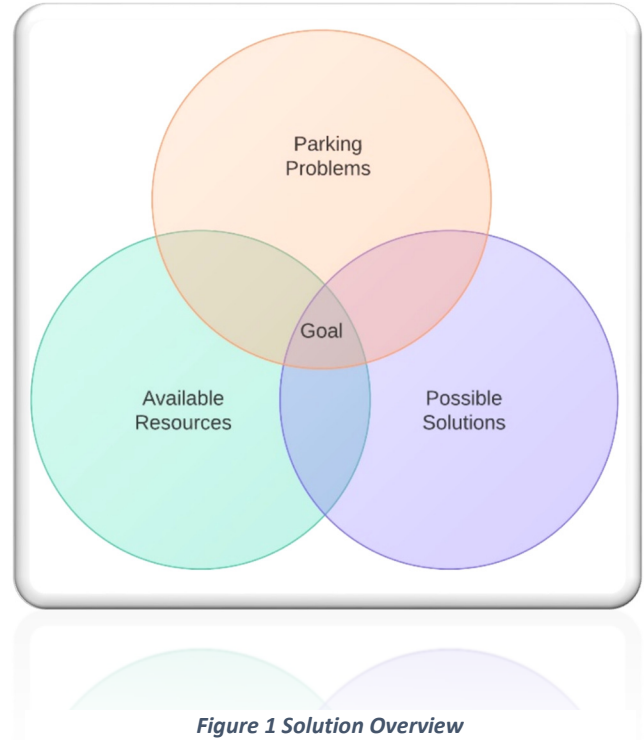 Parking
Problems
Goal
Available
Resources
Possible
Solutions
Figure 1 Solution Overview